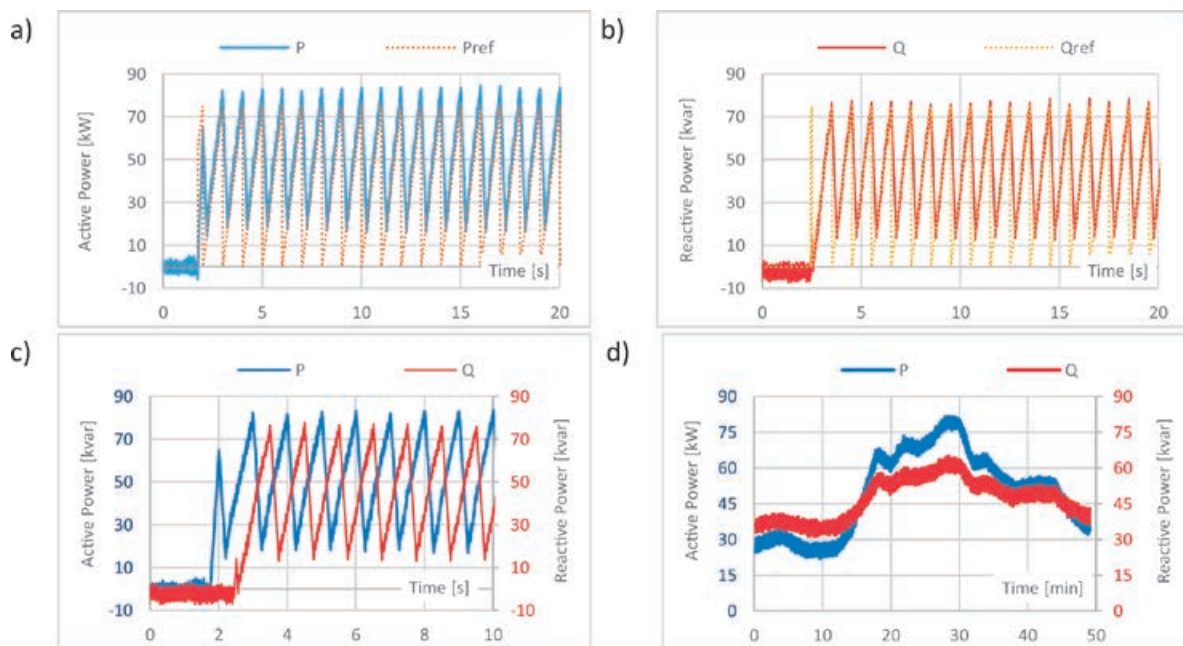 a)
P Pref
Active Power [kW]
90
70
50
30
10
-10
Time [s]
0 5 10 15 20
b)
Q Qref
Reactive Power [kvar]
90
70
50
30
10
-10
Time [s]
0 5 10 15 20
c)
P Q
Active Power [kvar]
90
70
50
30
10
-10
90
70
50
30
10
-10
Reactive Power [kvar]
Time [s]
0 2 4 6 8 10
d)
P Q
Active Power [kW]
90
75
60
45
30
15
0
90
75
60
45
30
15
0
Reactive Power [kvar]
Time [min]
0 10 20 30 40 50